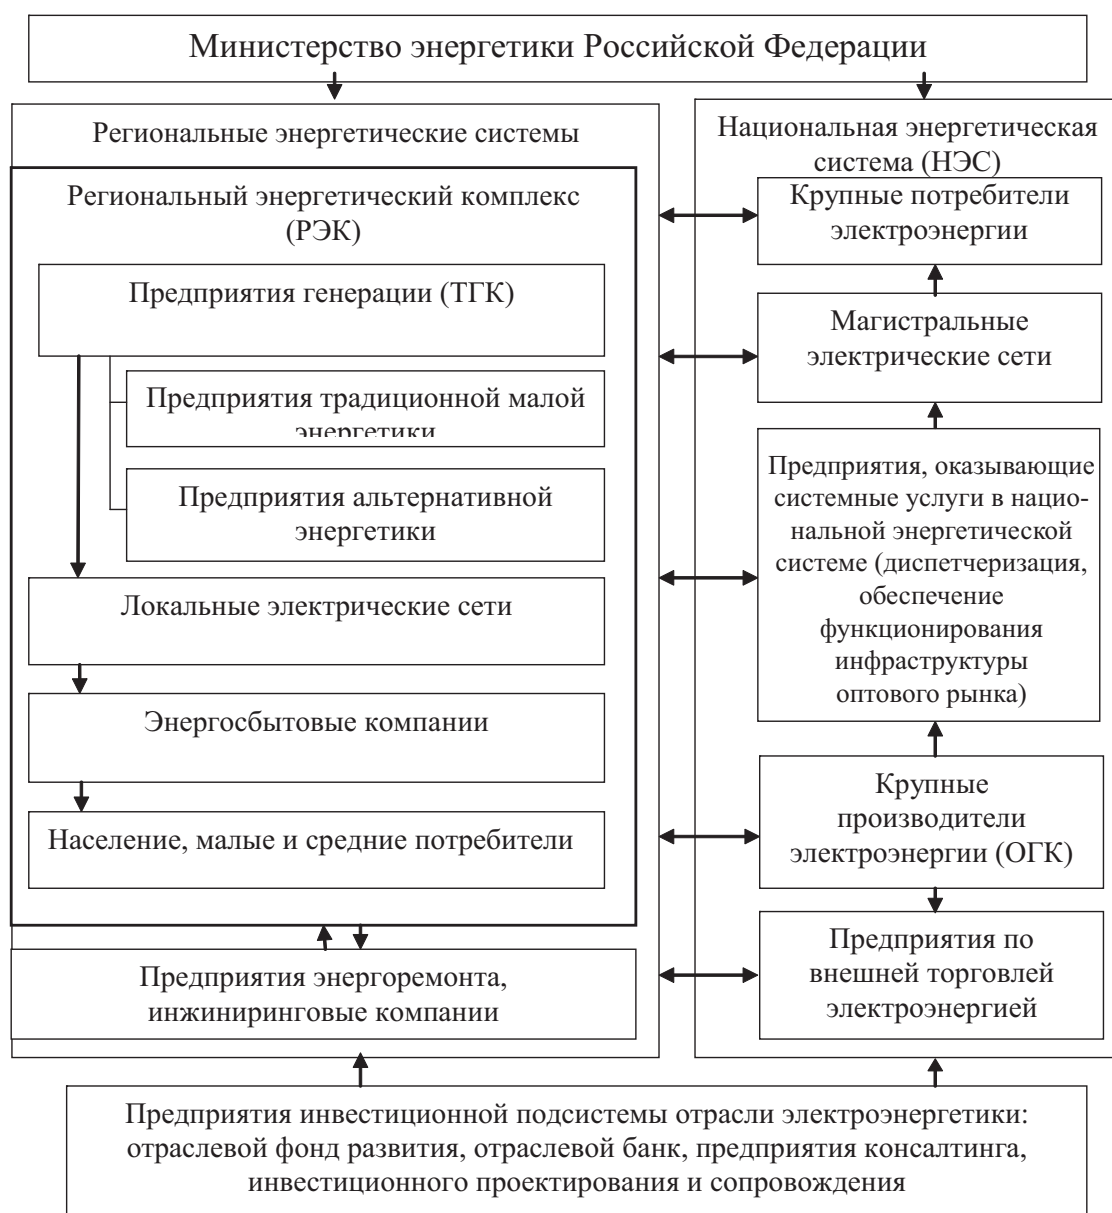 Министерство энергетики Российской Федерации
Региональные энергетические системы
Региональный энергетический комплекс
(РЭК)
Предприятия генерации (ТГК)
Предприятия традиционной малой
энергетики
Предприятия альтернативной
энергетики
Локальные электрические сети
Энергосбытовые компании
Население, малые и средние потребители
Предприятия энергоремонта,
инжиниринговые компании
Национальная энергетическая
система (НЭС)
Крупные потребители
электроэнергии
Магистральные
электрические сети
Предприятия, оказывающие
системные услуги в нацио-
нальной энергетической
системе (диспетчеризация,
обеспечение
функционирования
инфраструктуры
оптового рынка)
Крупные
производители
электроэнергии (ОГК)
Предприятия по
внешней торговлей
электроэнергией
Предприятия инвестиционной подсистемы отрасли электроэнергетики:
отраслевой фонд развития, отраслевой банк, предприятия консалтинга,
инвестиционного проектирования и сопровождения